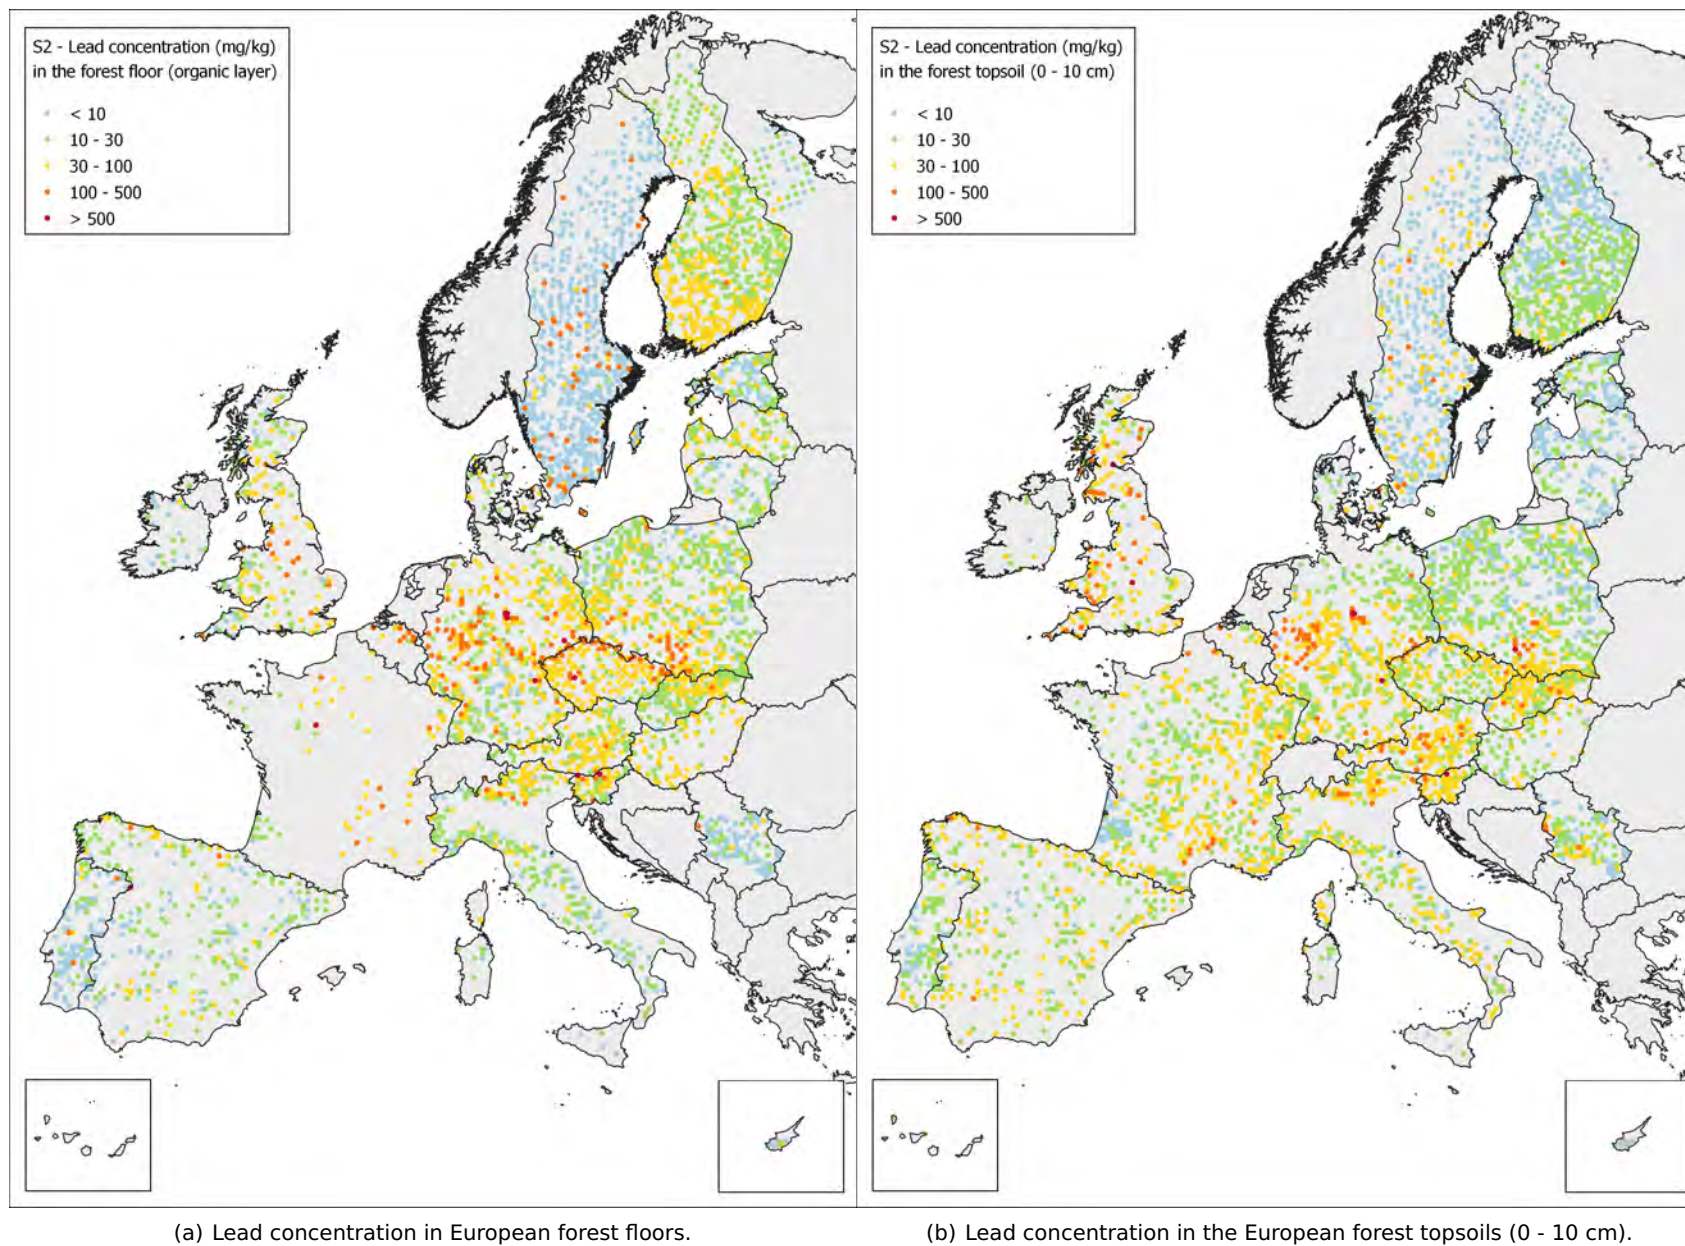 S2 - Lead concentration (mg/kg)
in the forest floor (organic layer)
< 10
10 - 30
30 - 100
100 - 500
> 500
S2 - Lead concentration (mg/kg)
in the forest topsoil (0 - 10 cm)
< 10
10 - 30
30 - 100
100 - 500
> 500
(a) Lead concentration in European forest floors.
(b) Lead concentration in the European forest topsoils (0 - 10 cm).